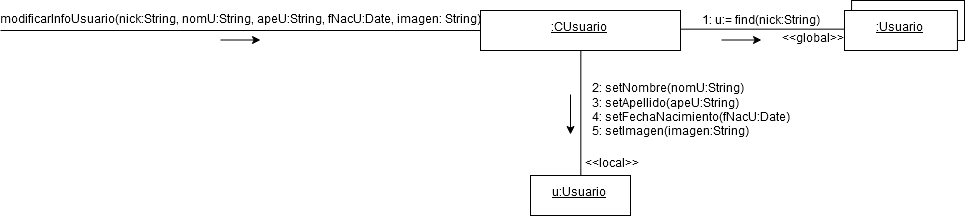 modificarInfoUsuario(nick:String, nomU:String, apeU:String, fNacU:Date, imagen: String)
:CUsuario
1: u:= find(nick:String)
<<global>>
:Usuario
2: setNombre(nomU:String)
3: setApellido(apeU:String)
4: setFechaNacimiento(fNacU:Date)
5: setImagen(imagen:String)
<<local>>
u:Usuario